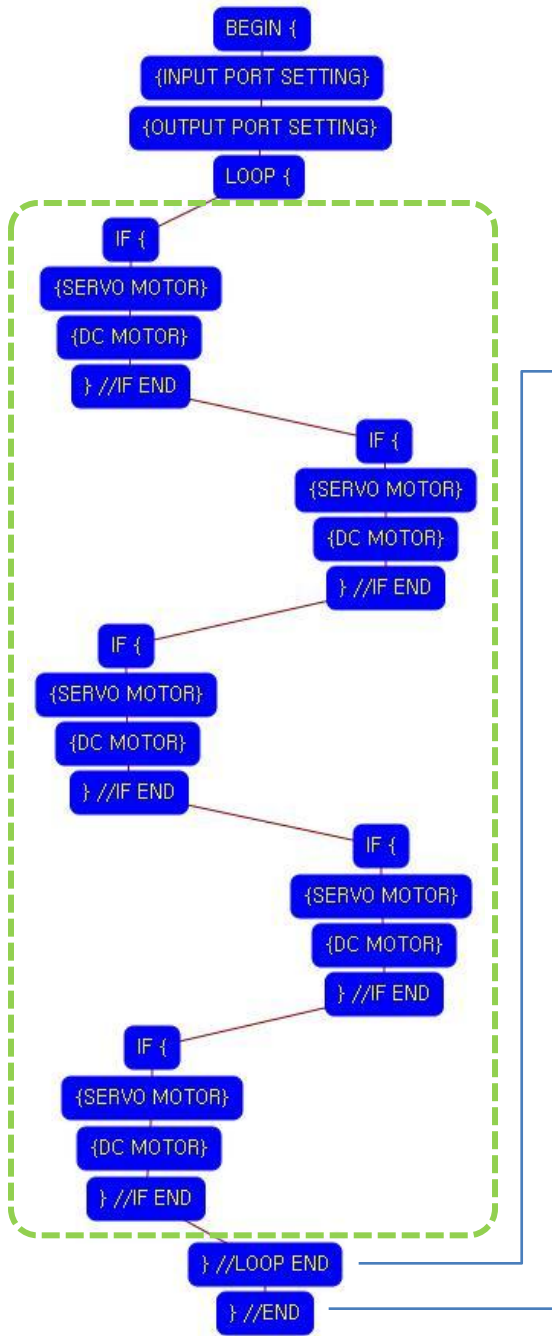 BEGIN {
{INPUT PORT SETTING}
{OUTPUT PORT SETTING}
LOOP {
IF {
{SERVO MOTOR}
{DC MOTOR}
} //IF END
IF {
{SERVO MOTOR}
{DC MOTOR}
} //IF END
IF {
{SERVO MOTOR}
{DC MOTOR}
} //IF END
IF {
{SERVO MOTOR}
{DC MOTOR}
} //IF END
IF {
{SERVO MOTOR}
{DC MOTOR}
} //IF END
} //LOOP END
} //END